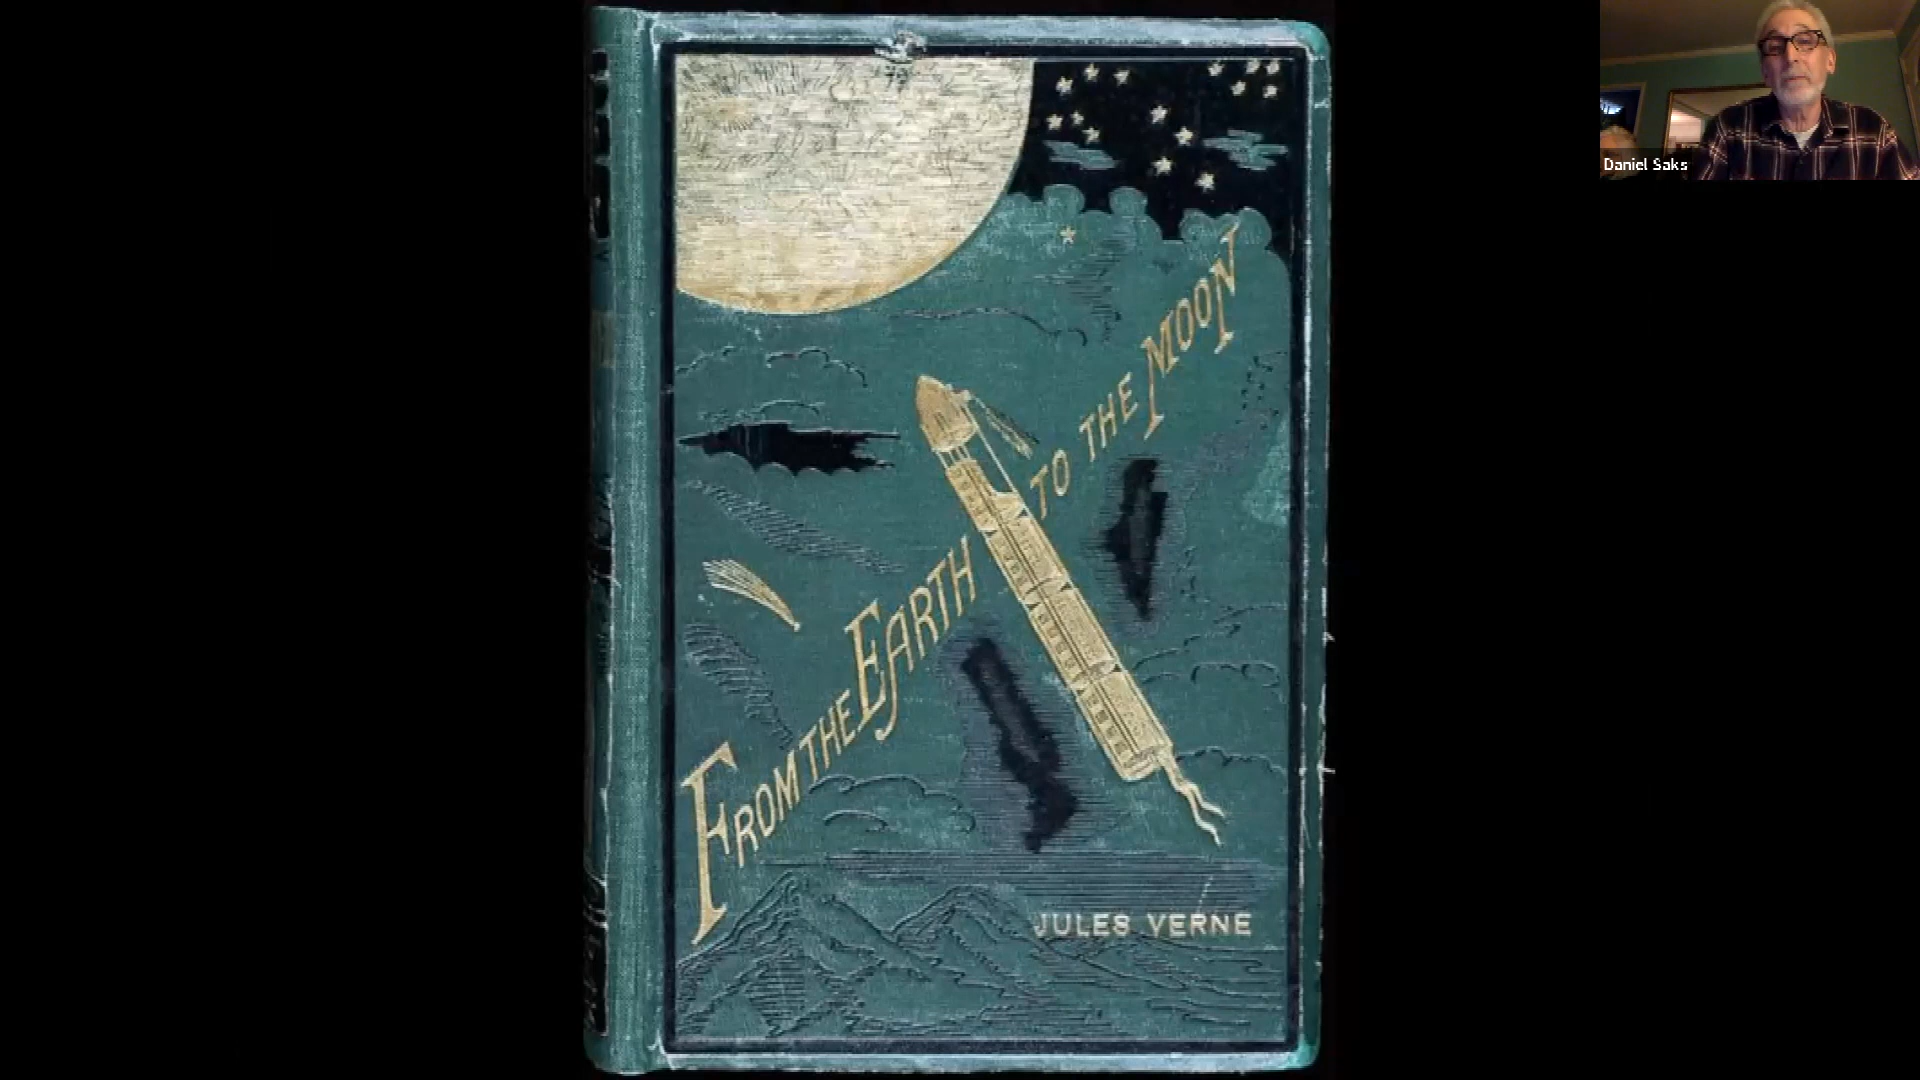 FROM THE EARTH TO THE MOON
JULES VERNE
Daniel Saks